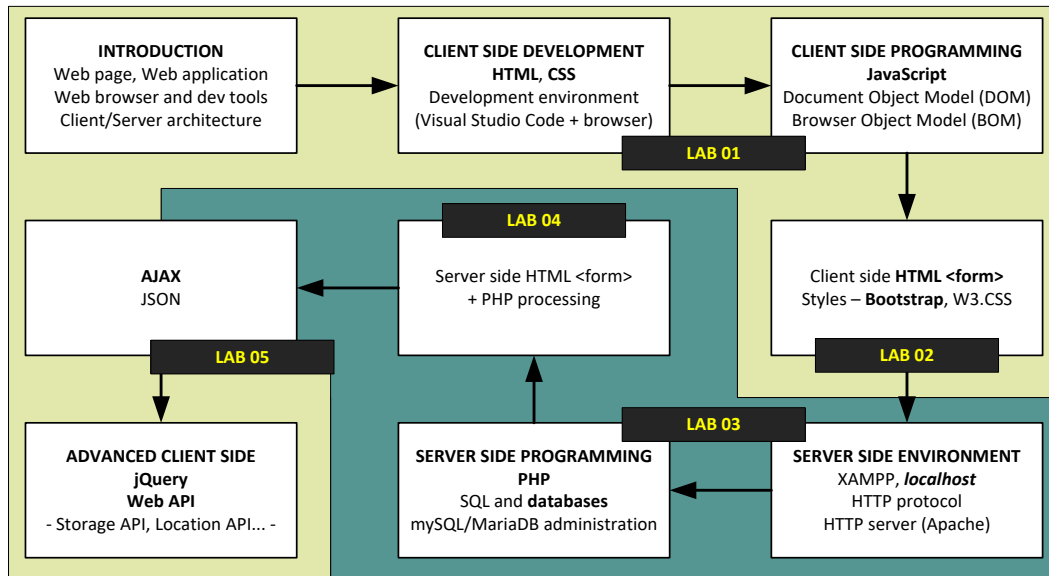 INTRODUCTION
Web page, Web application
Web browser and dev tools
Client/Server architecture
CLIENT SIDE DEVELOPMENT
HTML, CSS
Development environment
(Visual Studio Code + browser)
CLIENT SIDE PROGRAMMING
JavaScript
Document Object Model (DOM)
Browser Object Model (BOM)
LAB 01
Client side HTML <form>
Styles – Bootstrap, W3.CSS
LAB 02
SERVER SIDE ENVIRONMENT
XAMPP, localhost
HTTP protocol
HTTP server (Apache)
LAB 03
SERVER SIDE PROGRAMMING
PHP
SQL and databases
mySQL/MariaDB administration
LAB 04
Server side HTML <form>
+ PHP processing
AJAX
JSON
LAB 05
ADVANCED CLIENT SIDE
jQuery
Web API
- Storage API, Location API... -